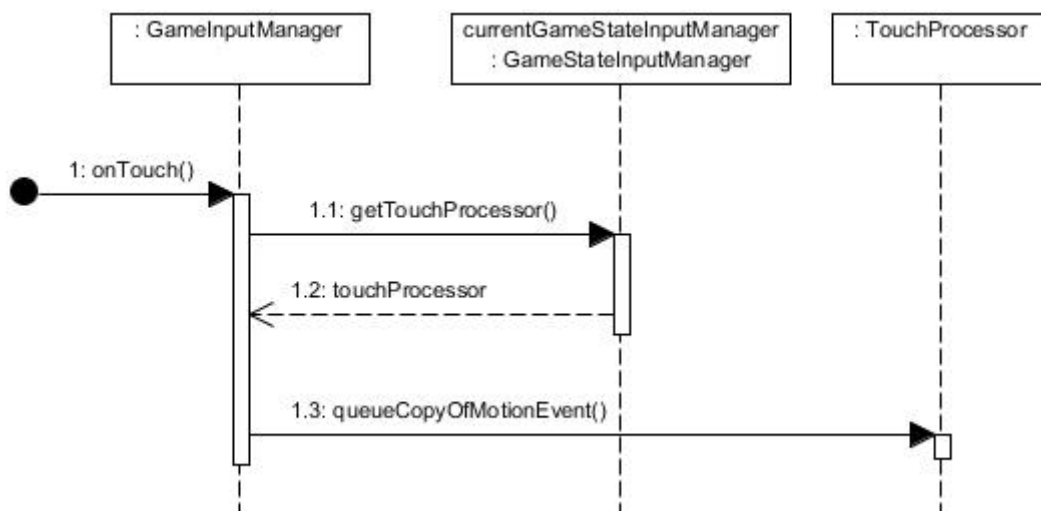 : GameInputManager
currentGameStateInputManager
: GameStateInputManager
: TouchProcessor
1: onTouch()
1.1: getTouchProcessor()
1.2: touchProcessor
1.3: queueCopyOfMotionEvent()